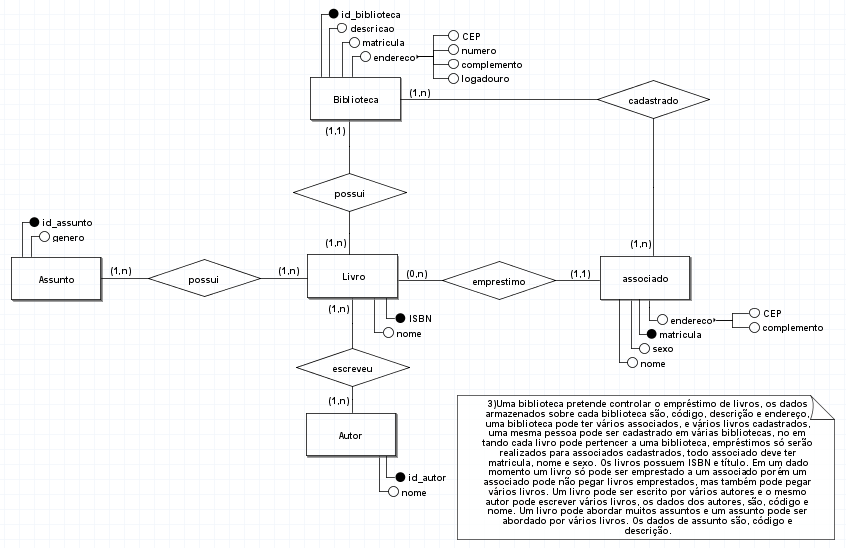 id_biblioteca
descricao
matricula
endereco
CEP
numero
complemento
logadouro
Biblioteca
(1,n)
cadastrado
(1,1)
possui
(1,n)
(1,n)
id_assunto
genero
Assunto
(1,n)
possui
(1,n)
Livro
(0,n)
emprestimo
(1,1)
associado
(1,n)
ISBN
nome
endereco
CEP
complemento
matricula
sexo
nome
escreveu
(1,n)
Autor
id_autor
nome
3)Uma biblioteca pretende controlar o empréstimo de livros, os dados
armazenados sobre cada biblioteca são, código, descrição e endereço,
uma biblioteca pode ter vários associados, e vários livros cadastrados,
uma mesma pessoa pode ser cadastrado em várias bibliotecas, no em
tando cada livro pode pertencer a uma biblioteca, empréstimos só serão
realizados para associados cadastrados, todo associado deve ter
matricula, nome e sexo. Os livros possuem ISBN e título. Em um dado
momento um livro só pode ser emprestado a um associado porém um
associado pode não pegar livros emprestados, mas também pode pegar
vários livros. Um livro pode ser escrito por vários autores e o mesmo
autor pode escrever vários livros, os dados dos autores, são, código e
nome. Um livro pode abordar muitos assuntos e um assunto pode ser
abordado por vários livros. Os dados de assunto são, código e
descrição.